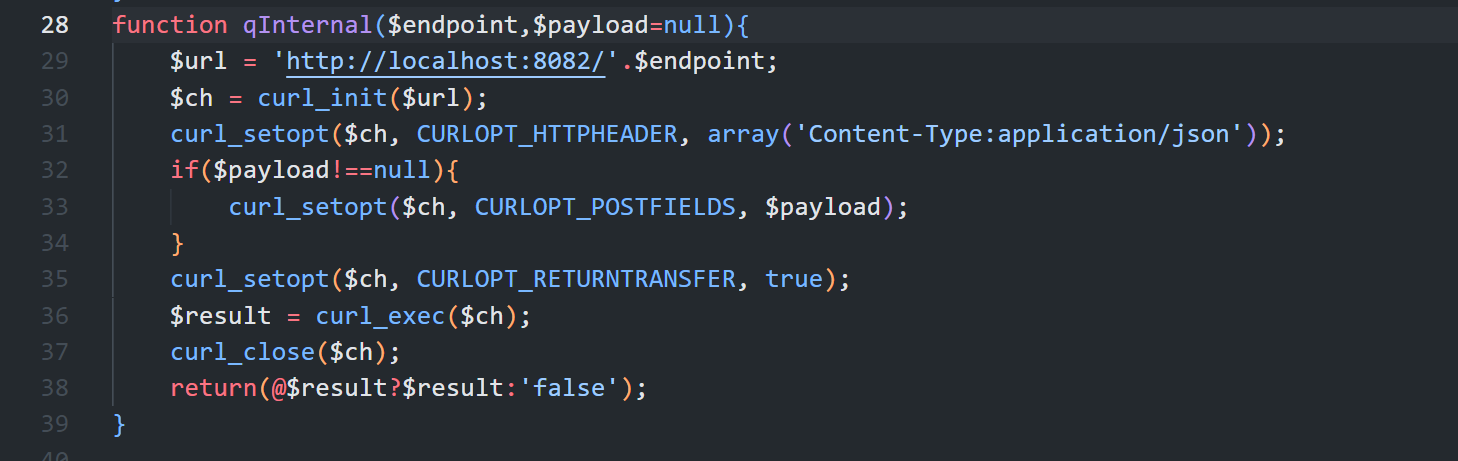 28 function qInternal($endpoint,$payload=null){
29 $url = 'http://localhost:8082/'.$endpoint;
30 $ch = curl_init($url);
31 curl_setopt($ch, CURLOPT_HTTPHEADER, array('Content-Type:application/json'));
32 if($payload!==null){
33 curl_setopt($ch, CURLOPT_POSTFIELDS, $payload);
34 }
35 curl_setopt($ch, CURLOPT_RETURNTRANSFER, true);
36 $result = curl_exec($ch);
37 curl_close($ch);
38 return(@$result?$result:'false');
39 }
40